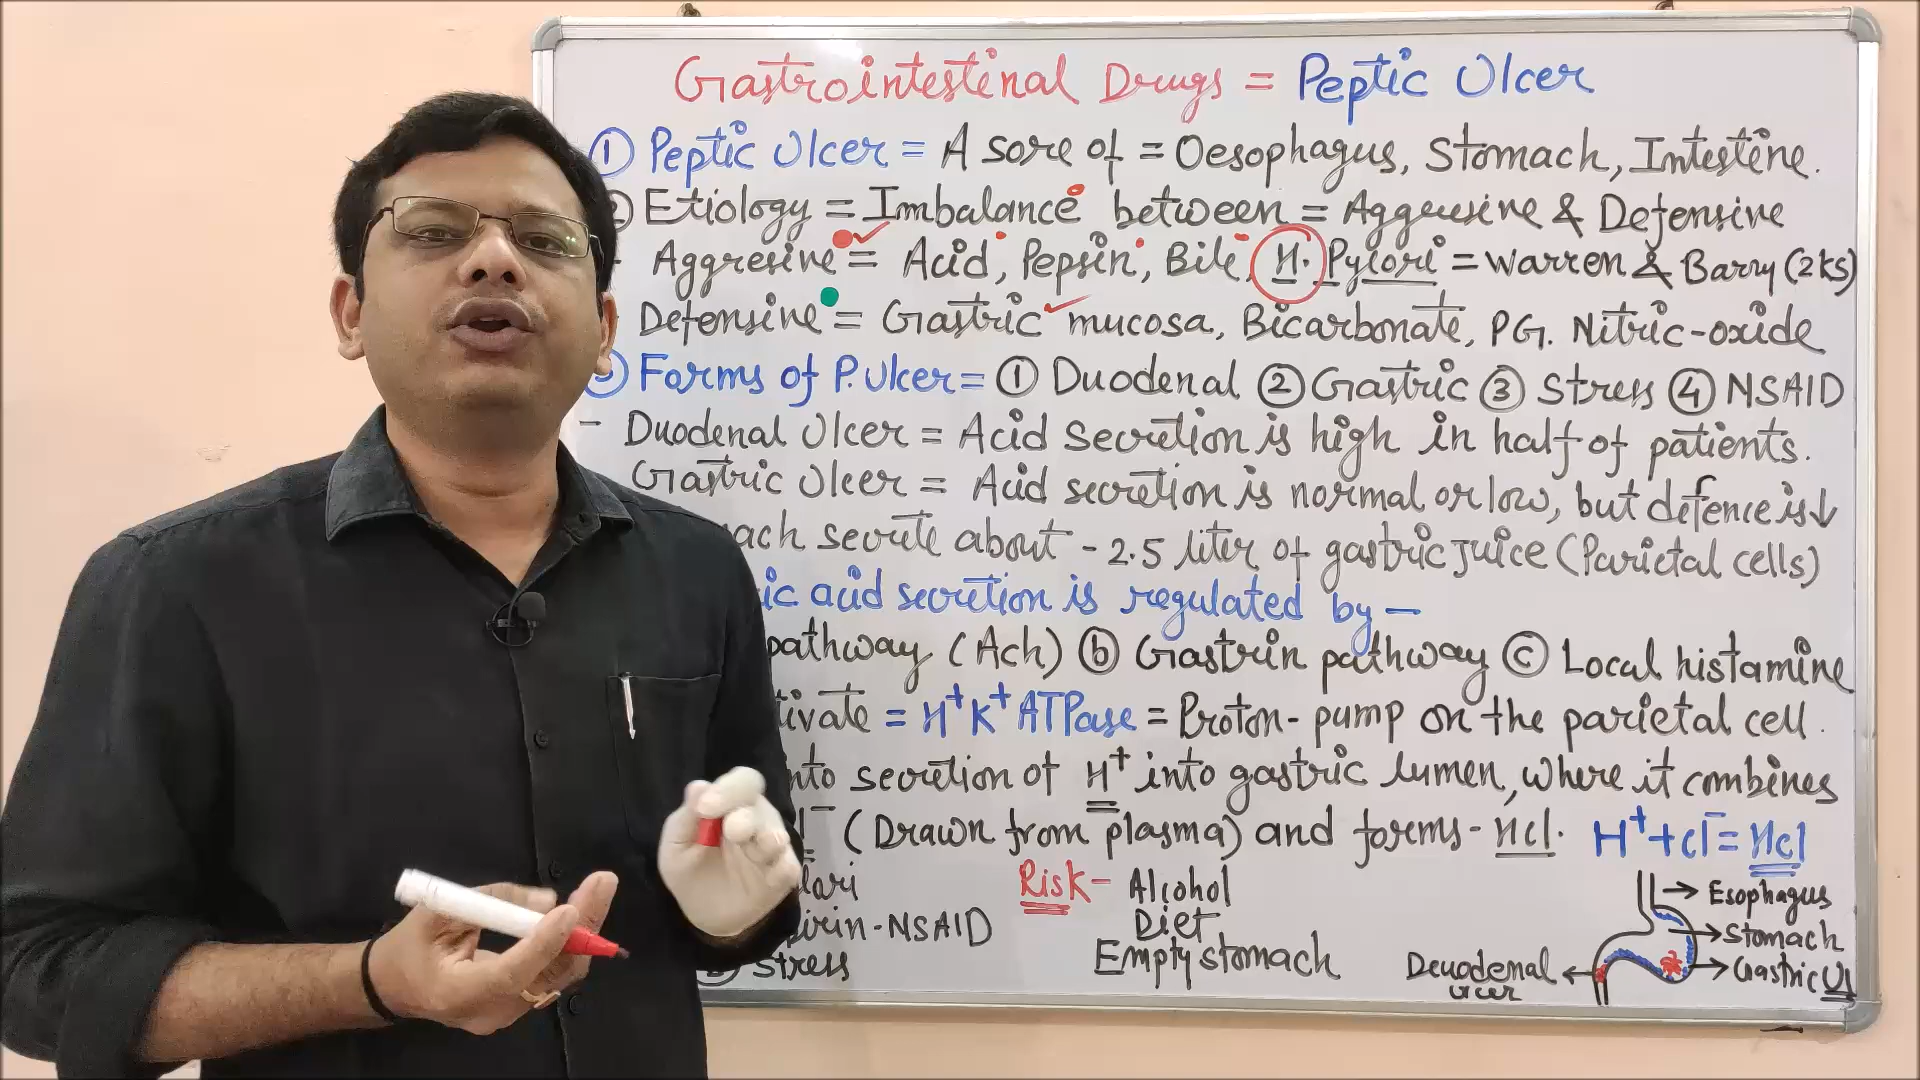 Gastrointestinal Drugs = Peptic Ulcer
① Peptic Ulcer = A sore of = Oesophagus, Stomach, Intestine.
Etiology = Imbalance between = Aggressive & Defensive
Aggresive = Acid, Pepsin, Bile, H. Pylori = Warren & Barry (2ks)
Defensive = Gastric mucosa, Bicarbonate, PG. Nitric-oxide
Forms of P. Ulcer = ① Duodenal ② Gastric ③ Stress ④ NSAID
- Duodenal Ulcer = Acid secretion is high in half of patients.
Gastric Ulcer = Acid secretion is normal or low, but defence is ↓
ach secrete about - 2.5 liter of gastric juice (Parietal cells)
ic acid secretion is regulated by -
pathway (Ach) ⓑ Gastrin pathway ⓒ Local histamine
tivate = H⁺K⁺ ATPase = Proton-pump on the parietal cell.
nto secretion of H⁺ into gastric lumen, where it combines
l⁻ (Drawn from plasma) and forms - Hcl. H⁺ + cl⁻ = Hcl
Risk - Alcohol
Diet
Empty stomach
irin - NSAID
Stress
Esophagus
Stomach
Gastric Ul
Deuodenal
ulcer